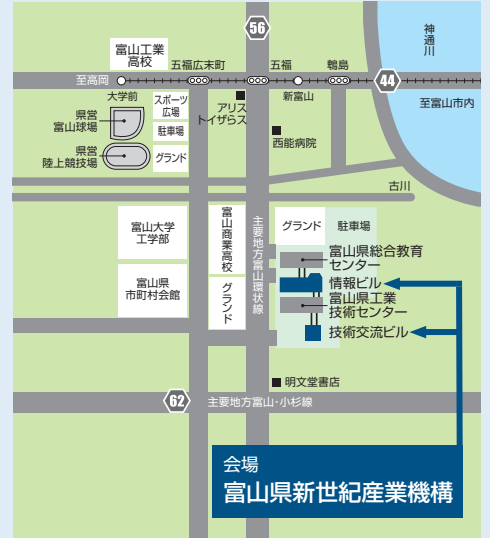 56
神通川
富山工業
高校
五福広末町
五福
鵯島
至高岡
44
大学前
スポーツ
広場
アリス
トイザらス
新富山
至富山市内
県営
富山球場
駐車場
西能病院
県営
陸上競技場
グランド
古川
富山大学
工学部
富山商業高校
主要地方富山環状線
グランド
駐車場
富山県総合教育
センター
富山県
市町村会館
グランド
情報ビル
富山県工業
技術センター
技術交流ビル
明文堂書店
62
主要地方富山・小杉線
会場
富山県新世紀産業機構